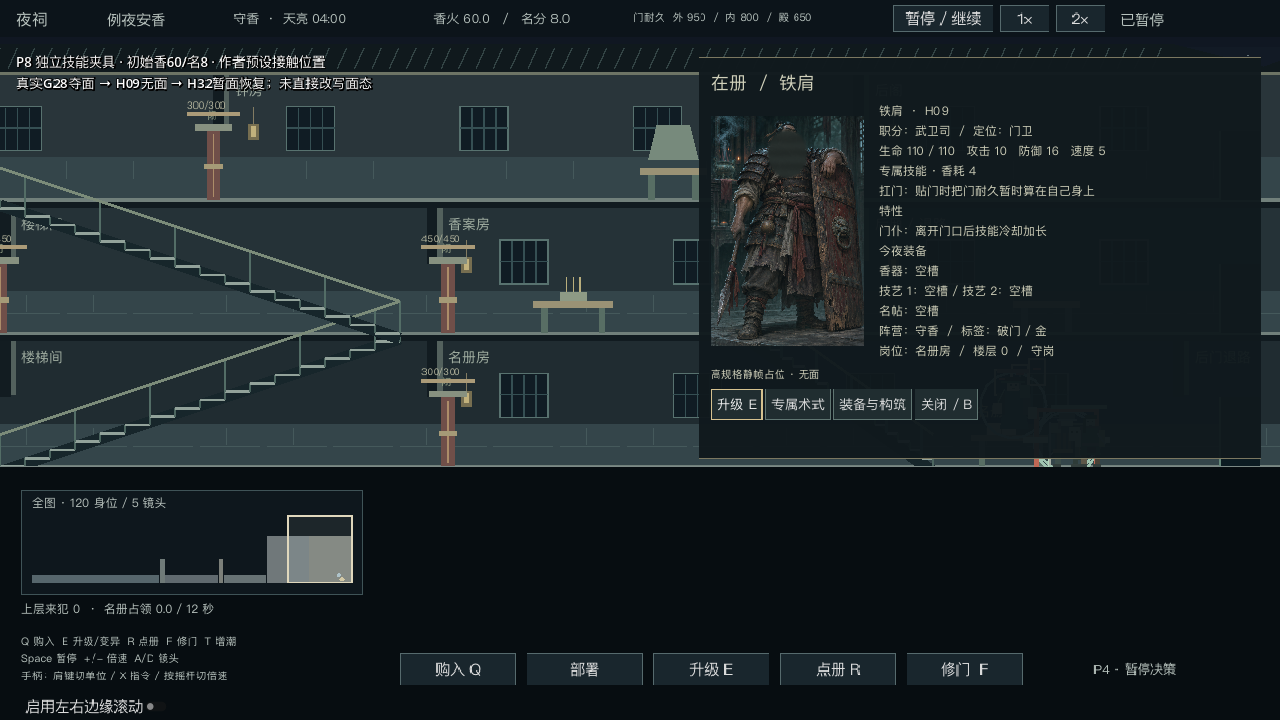 夜祠
例夜安香
守香 · 天亮 04:00
香火 60.0 / 名分 8.0
门耐久 外 950 / 内 800 / 殿 650
暂停 / 继续
1×
2×
已暂停
P8 独立技能夹具 · 初始香60/名8 · 作者预设接触位置
真实G28夺面 → H09无面 → H32暂面恢复；未直接改写面态
300/300
香案房
450/450
楼梯间
名册房
300/300
在册 / 铁肩
铁肩 · H09
职分：武卫司 / 定位：门卫
生命 110 / 110 攻击 10 防御 16 速度 5
专属技能 · 香耗 4
扛门：贴门时把门耐久暂时算在自己身上
特性
门仆：离开门口后技能冷却加长
今夜装备
香器：空槽
技艺 1：空槽 / 技艺 2：空槽
名帖：空槽
阵营：守香 / 标签：破门 / 金
岗位：名册房 / 楼层 0 / 守岗
高规格静帧占位 · 无面
升级 E
专属术式
装备与构筑
关闭 / B
全图 · 120 身位 / 5 镜头
上层来犯 0 · 名册占领 0.0 / 12 秒
Q 购入 E 升级/变异 R 点册 F 修门 T 增潮
Space 暂停 +/− 倍速 A/D 镜头
手柄：肩键切单位 / X 指令 / 按摇杆切倍速
启用左右边缘滚动
购入 Q
部署
升级 E
点册 R
修门 F
P4 - 暂停决策